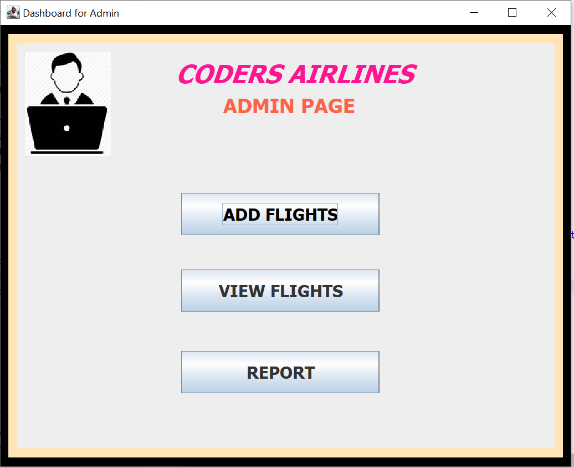 Dashboard for Admin
CODERS AIRLINES
ADMIN PAGE
ADD FLIGHTS
VIEW FLIGHTS
REPORT